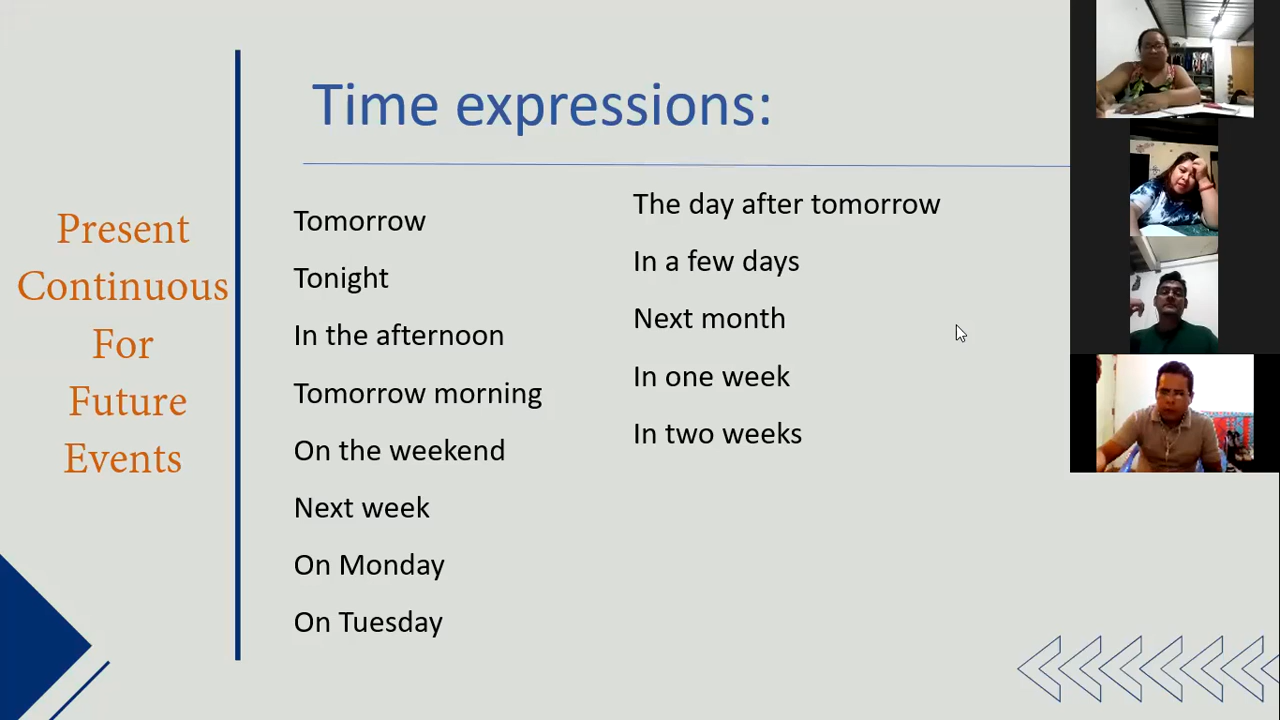 Time expressions:
Present
Continuous
For
Future
Events
Tomorrow
Tonight
In the afternoon
Tomorrow morning
On the weekend
Next week
On Monday
On Tuesday
The day after tomorrow
In a few days
Next month
In one week
In two weeks